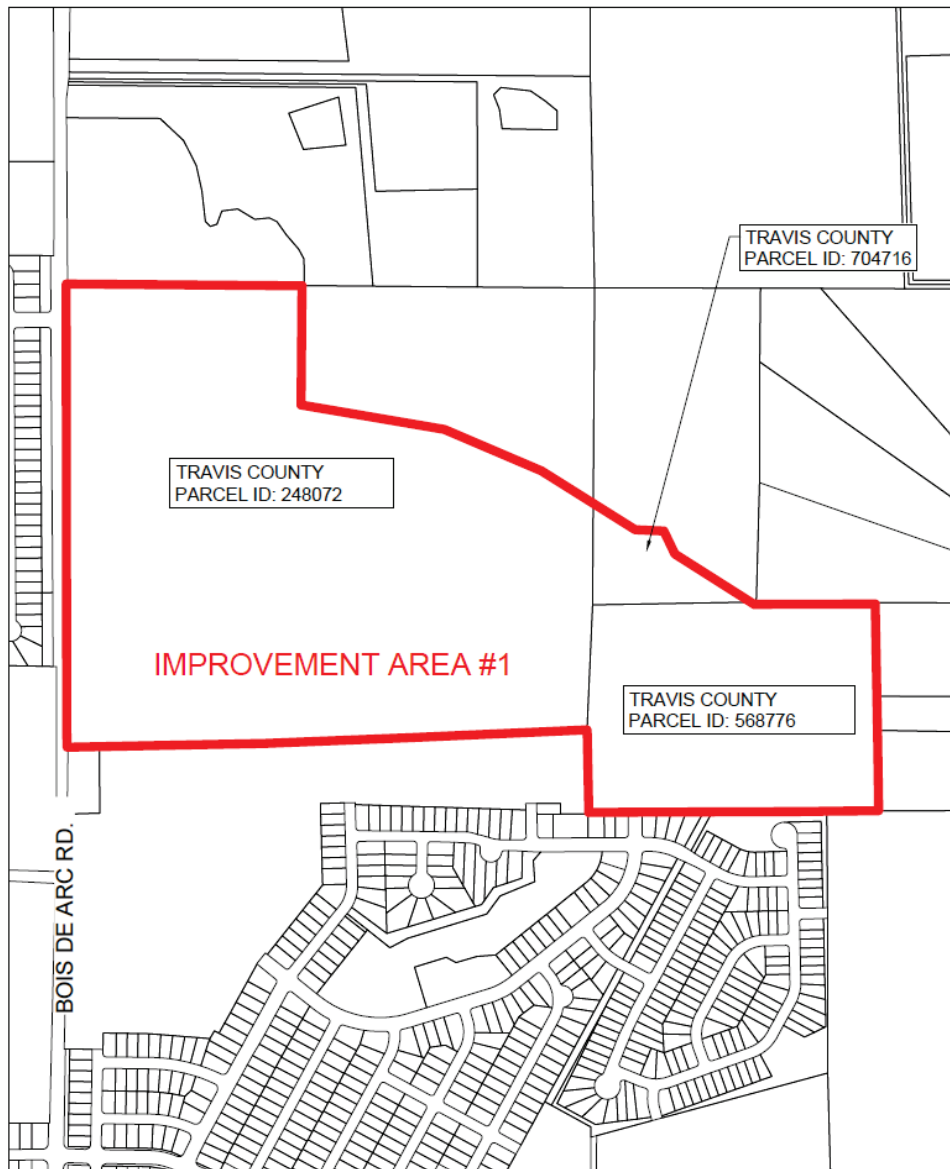 TRAVIS COUNTY
PARCEL ID: 704716
TRAVIS COUNTY
PARCEL ID: 248072
IMPROVEMENT AREA #1
TRAVIS COUNTY
PARCEL ID: 568776
BOIS DE ARC RD.